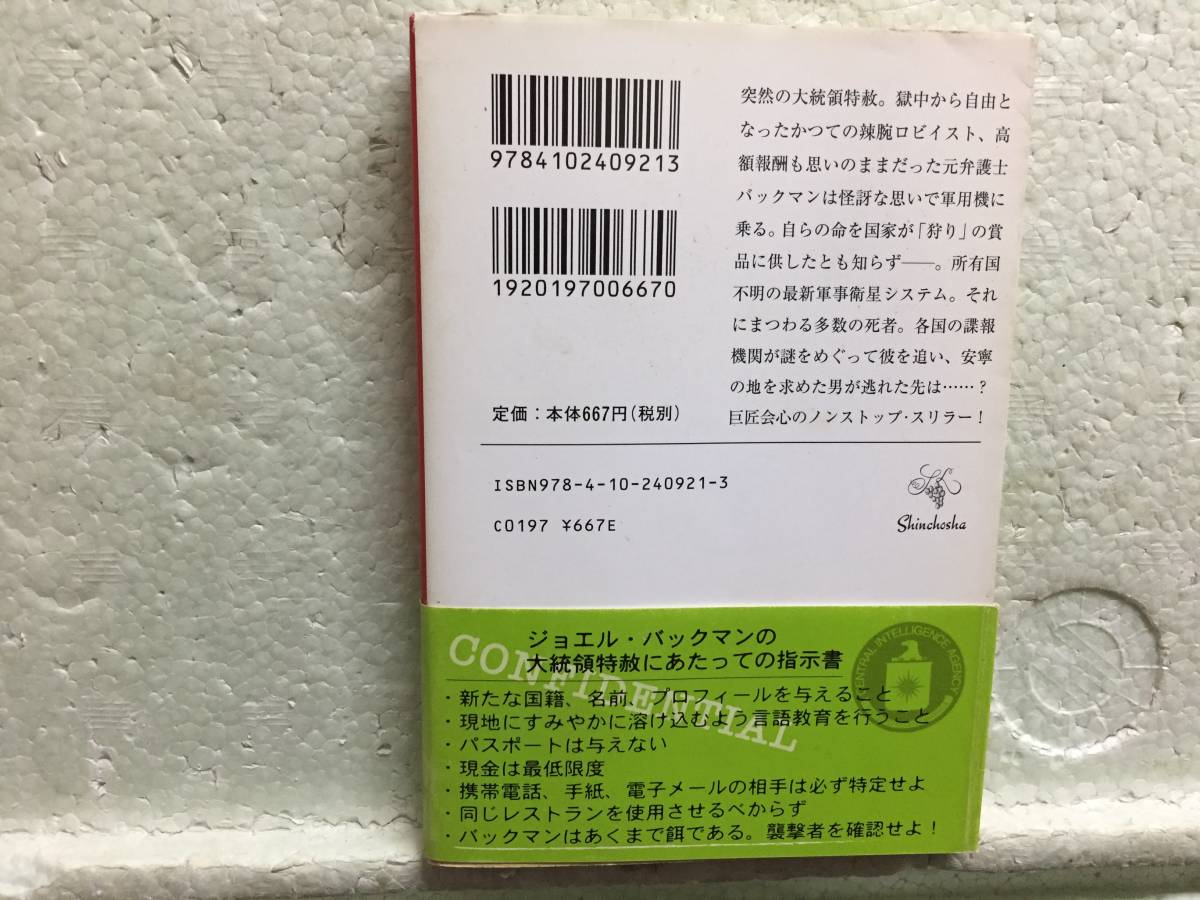 9784102409213
1920197006670
定価：本体667円（税別）
突然の大統領特赦。獄中から自由と
なったかつての辣腕ロビイスト、高
額報酬も思いのままだった元弁護士
バックマンは怪訝な思いで軍用機に
乗る。自らの命を国家が「狩り」の賞
品に供したとも知らず――。所有国
不明の最新軍事衛星システム。それ
にまつわる多数の死者。各国の諜報
機関が謎をめぐって彼を追い、安寧
の地を求めた男が逃れた先は……？
巨匠会心のノンストップ・スリラー！
ISBN978-4-10-240921-3
C0197 ¥667E
Shinchosha
CONFIDENTIAL
ジョエル・バックマンの
大統領特赦にあたっての指示書
CENTRAL INTELLIGENCE AGENCY
・新たな国籍、名前、プロフィールを与えること
・現地にすみやかに溶け込むよう言語教育を行うこと
・パスポートは与えない
・現金は最低限度
・携帯電話、手紙、電子メールの相手は必ず特定せよ
・同じレストランを使用させるべからず
・バックマンはあくまで餌である。襲撃者を確認せよ！